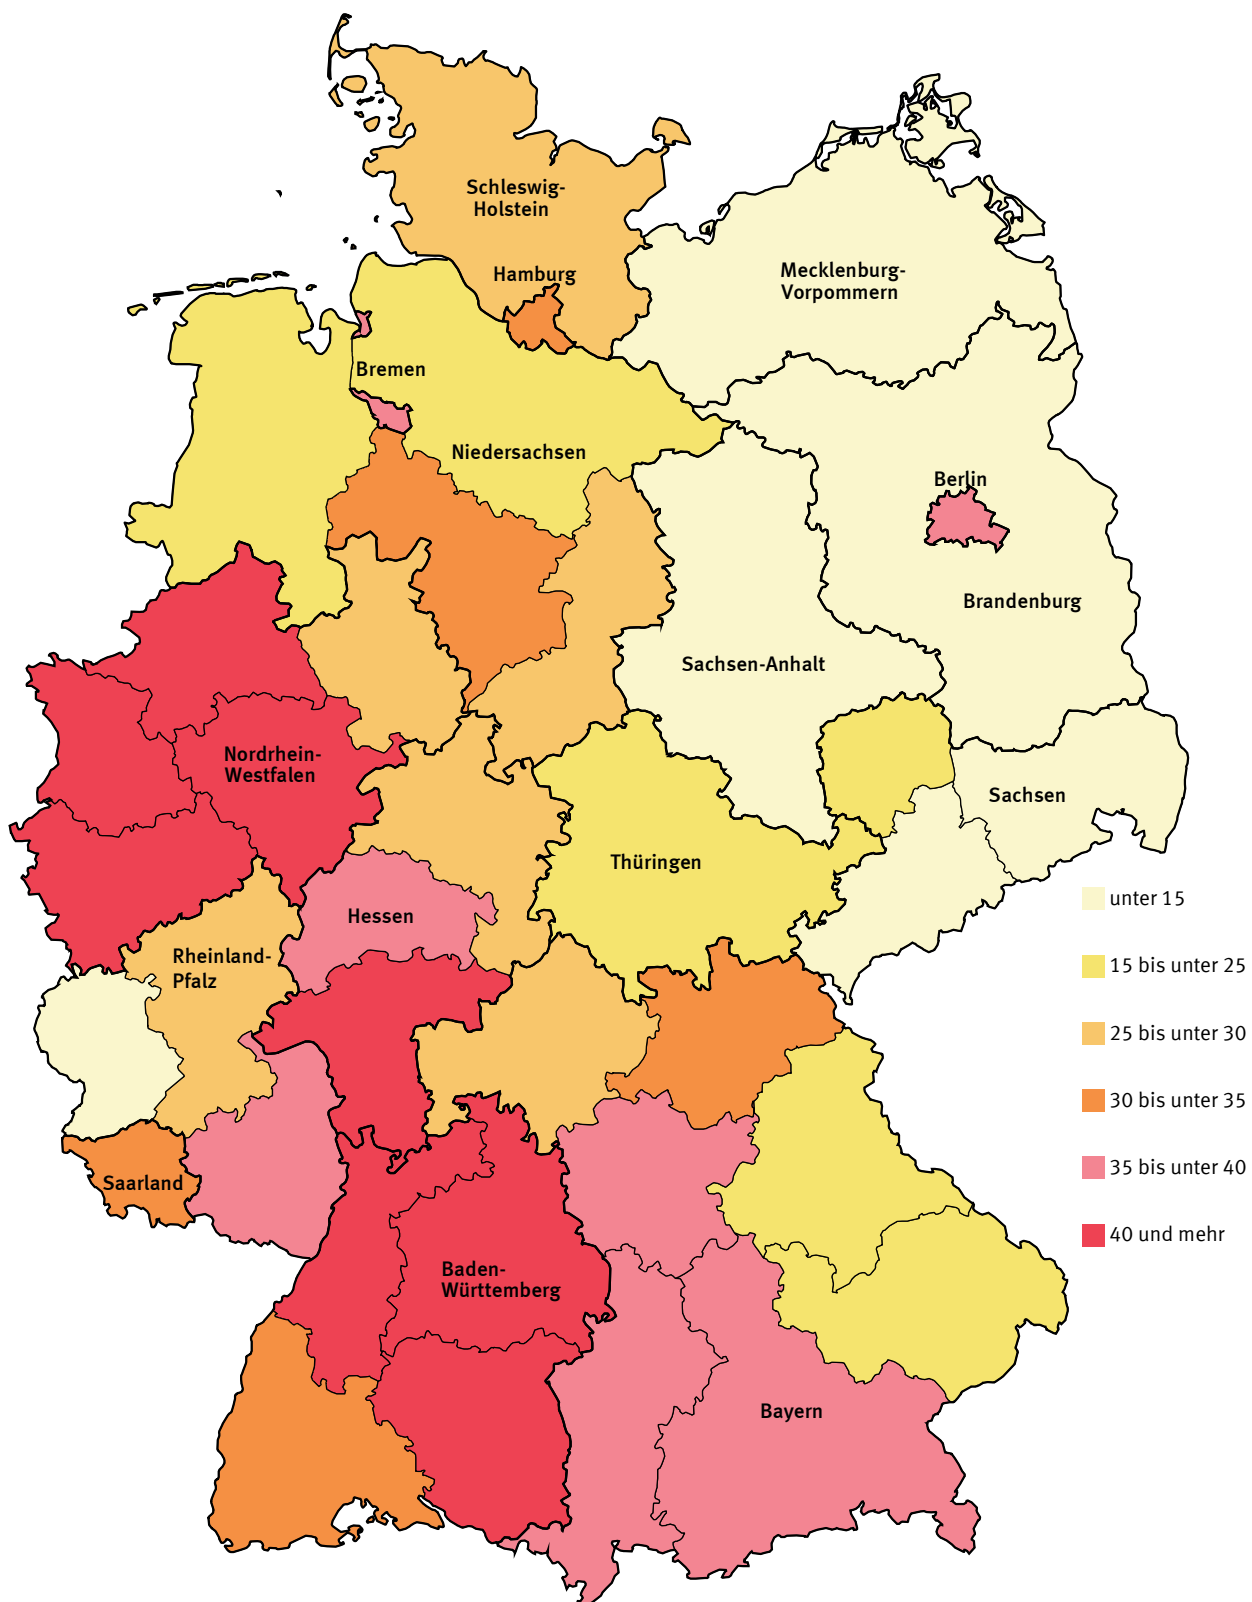 Schleswig-
Holstein
Hamburg
Mecklenburg-
Vorpommern
Bremen
Niedersachsen
Berlin
Brandenburg
Sachsen-Anhalt
Nordrhein-
Westfalen
Sachsen
Thüringen
Hessen
Rheinland-
Pfalz
Saarland
Baden-
Württemberg
Bayern
unter 15
15 bis unter 25
25 bis unter 30
30 bis unter 35
35 bis unter 40
40 und mehr